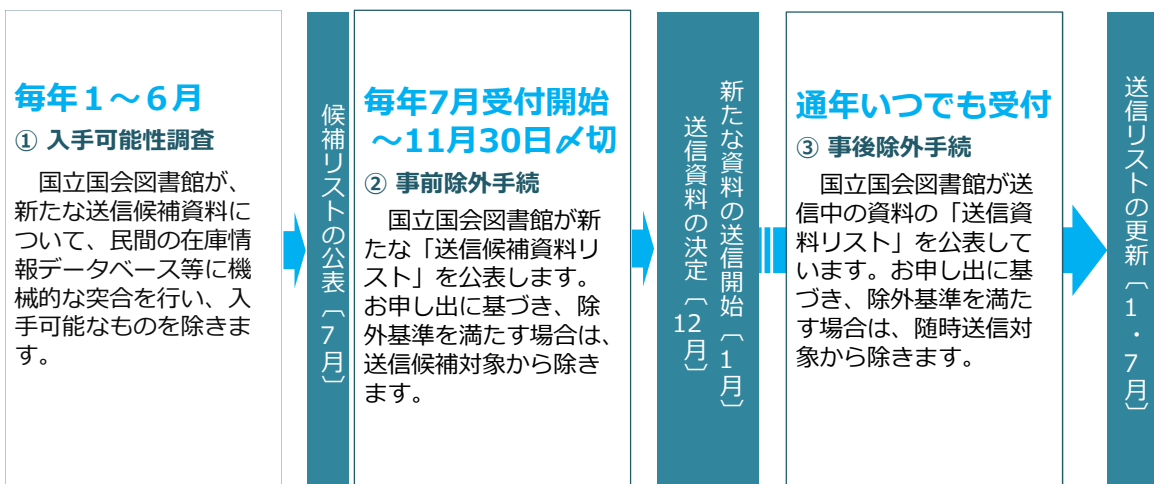 毎年１～６月
① 入手可能性調査
　国立国会図書館が、
新たな送信候補資料に
ついて、民間の在庫情
報データベース等に機
械的な突合を行い、入
手可能なものを除きま
す。
候補リストの公表〔7月〕
毎年7月受付開始
～11月30日〆切
② 事前除外手続
　国立国会図書館が新
たな「送信候補資料リ
スト」を公表します。
お申し出に基づき、除
外基準を満たす場合は、
送信候補対象から除き
ます。
新たな資料の送信開始〔1月〕
送信資料の決定〔12月〕
通年いつでも受付
③ 事後除外手続
　国立国会図書館が送
信中の資料の「送信資
料リスト」を公表して
います。お申し出に基
づき、除外基準を満た
す場合は、随時送信対
象から除きます。
送信リストの更新〔1・7月〕